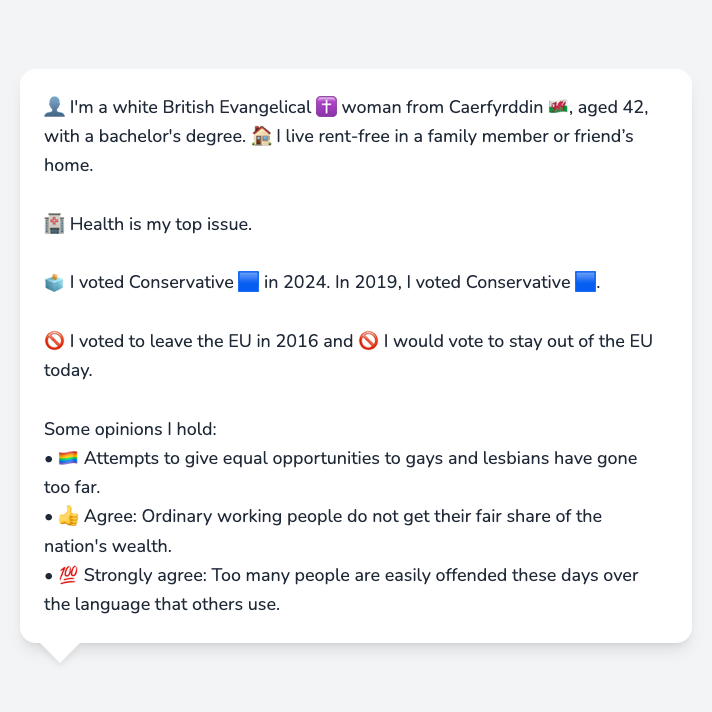 👤 I'm a white British Evangelical ✝️ woman from Caerfyrddin 🏴󠁧󠁢󠁷󠁬󠁳󠁿, aged 42,
with a bachelor's degree. 🏠 I live rent-free in a family member or friend’s
home.
🏥 Health is my top issue.
🗳️ I voted Conservative 🟦 in 2024. In 2019, I voted Conservative 🟦.
🚫 I voted to leave the EU in 2016 and 🚫 I would vote to stay out of the EU
today.
Some opinions I hold:
• 🏳️‍🌈 Attempts to give equal opportunities to gays and lesbians have gone
too far.
• 👍 Agree: Ordinary working people do not get their fair share of the
nation's wealth.
• 💯 Strongly agree: Too many people are easily offended these days over
the language that others use.